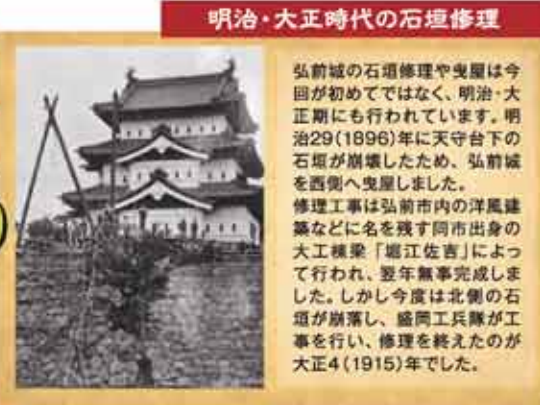 明治・大正時代の石垣修理
弘前城の石垣修理や曳屋は今
回が初めてではなく、明治・大
正期にも行われています。明
治29(1896)年に天守台下の
石垣が崩壊したため、弘前城
を西側へ曳屋しました。
修理工事は弘前市内の洋風建
築などに名を残す同市出身の
大工棟梁「堀江佐吉」によっ
て行われ、翌年無事完成しま
した。しかし今度は北側の石
垣が崩落し、盛岡工兵隊が工
事を行い、修理を終えたのが
大正4(1915)年でした。